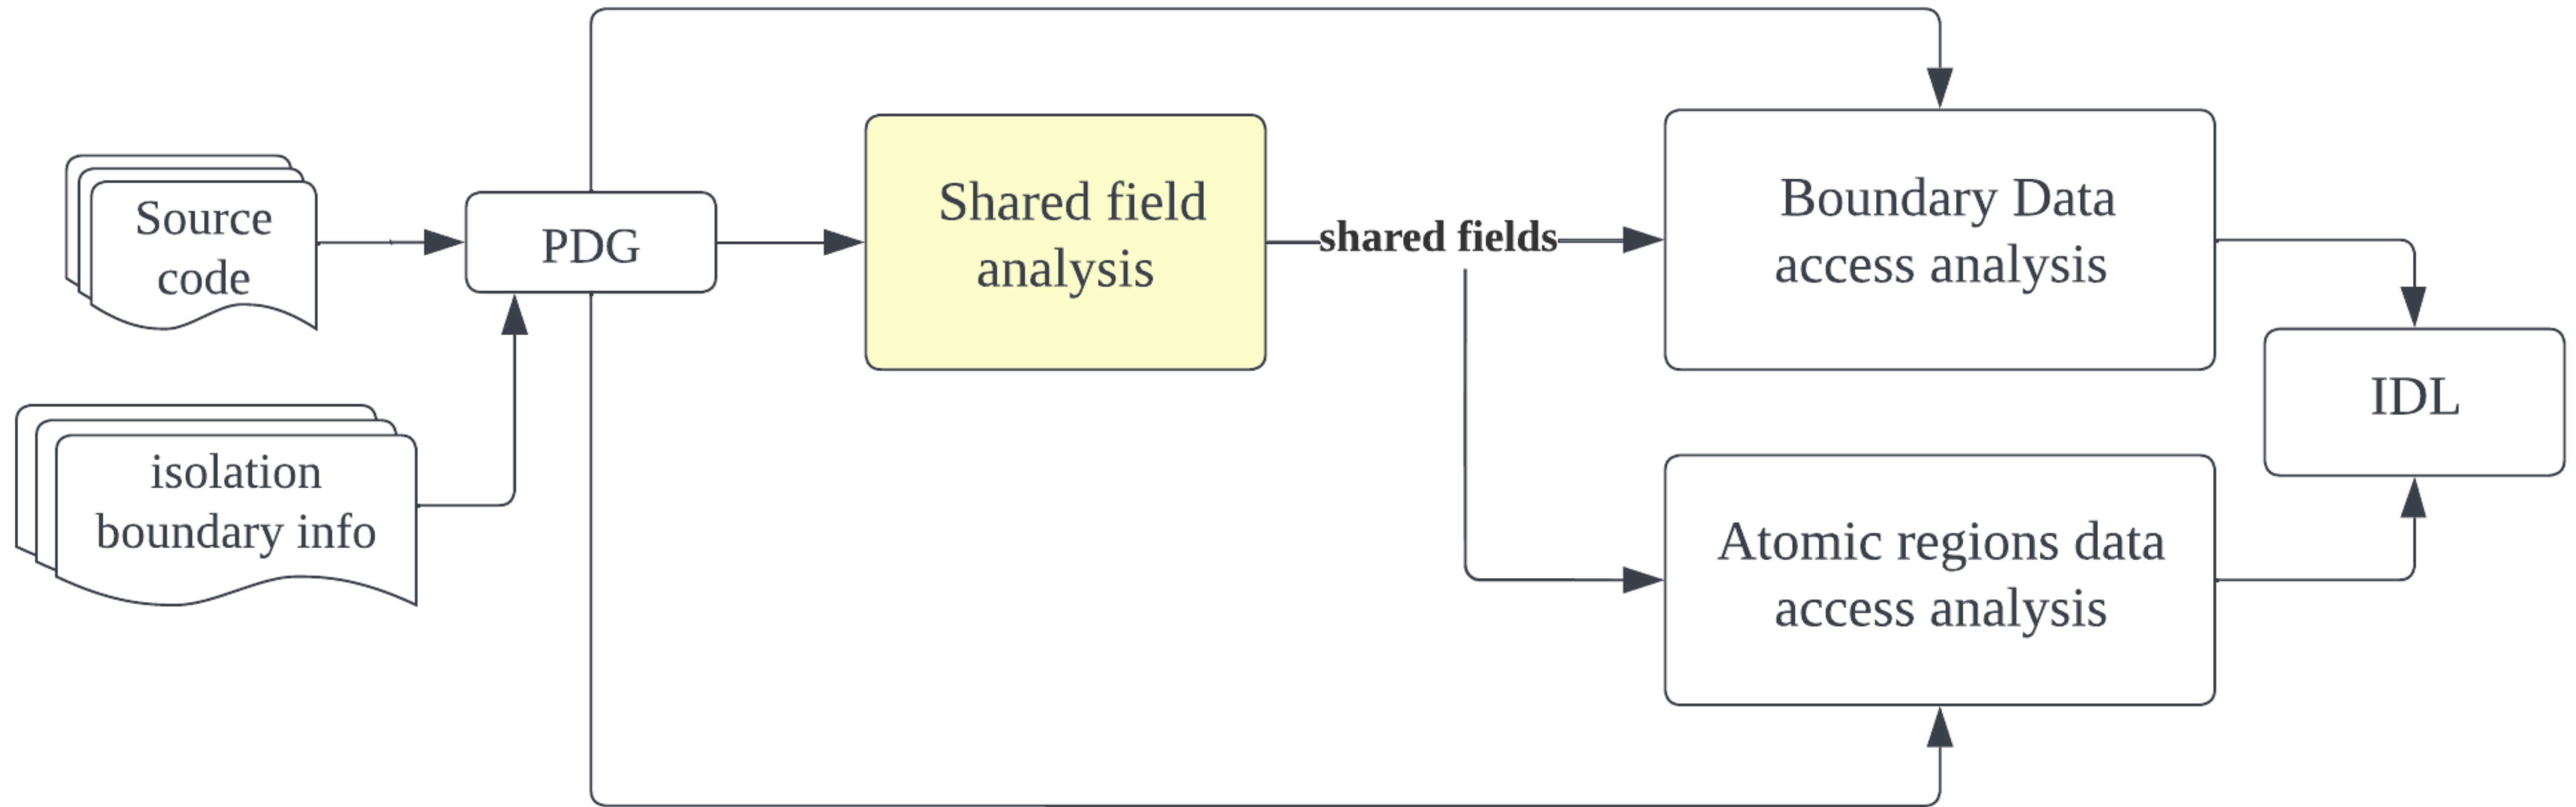 Source
code
isolation
boundary info
PDG
Shared field
analysis
shared fields
Boundary Data
access analysis
Atomic regions data
access analysis
IDL